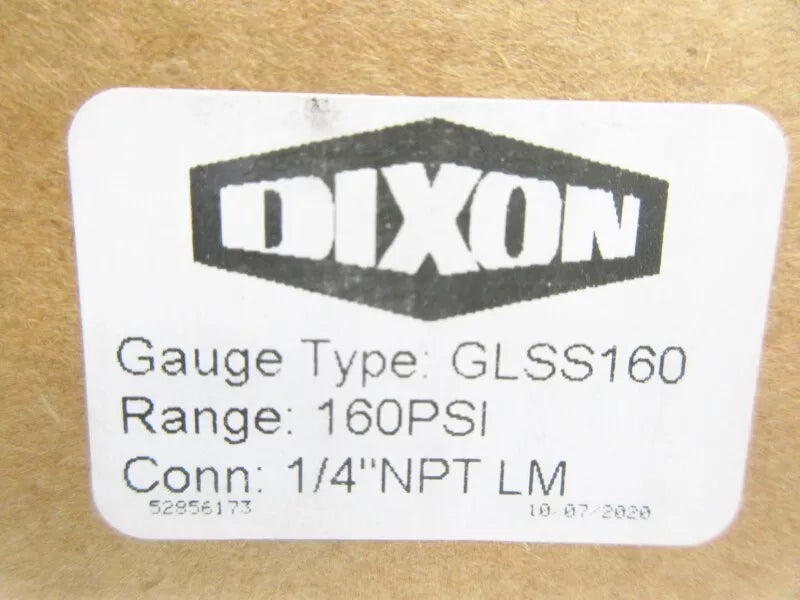 DIXON
Gauge Type: GLSS160
Range: 160PSI
Conn: 1/4"NPT LM
52856173 10/07/2020